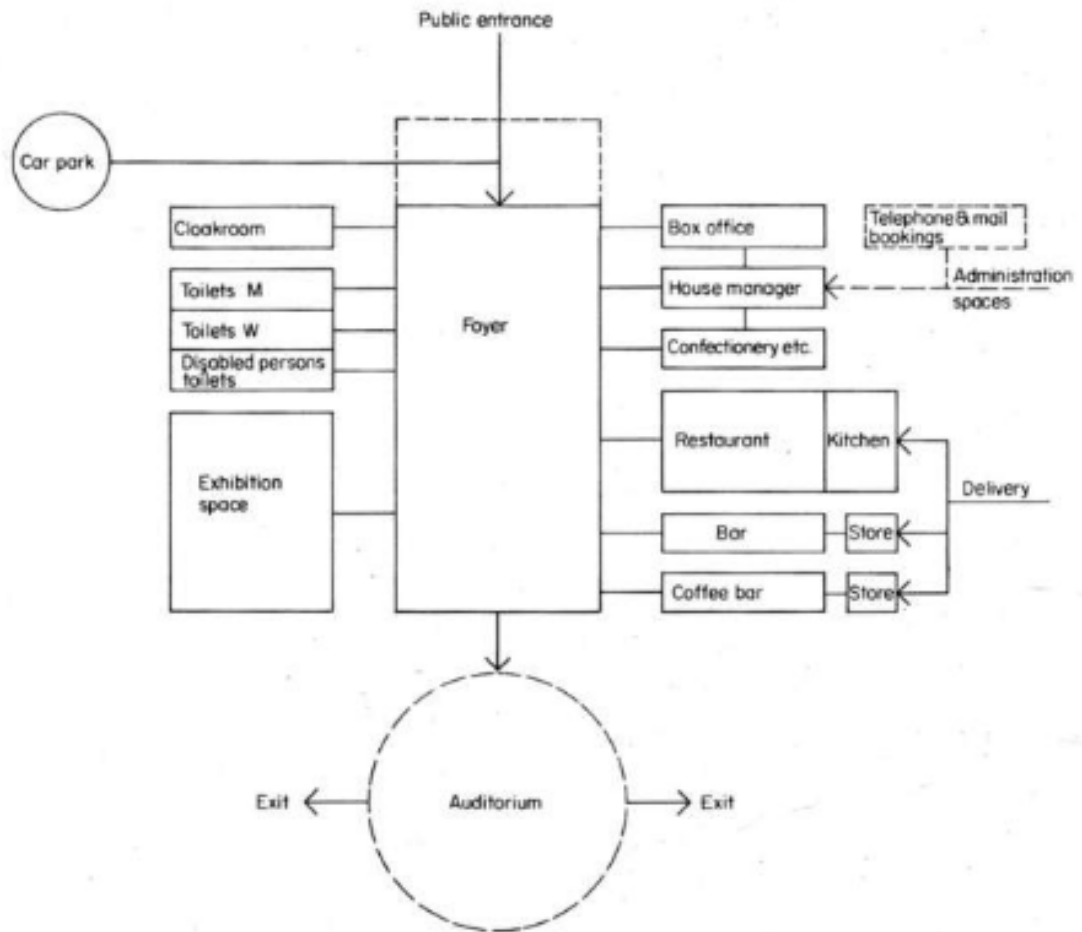 Public entrance
Car park
Cloakroom
Toilets M
Toilets W
Disabled persons
toilets
Exhibition
space
Foyer
Box office
House manager
Confectionery etc.
Telephone & mail
bookings
Administration
spaces
Restaurant
Kitchen
Delivery
Bar
Store
Coffee bar
Store
Exit
Auditorium
Exit